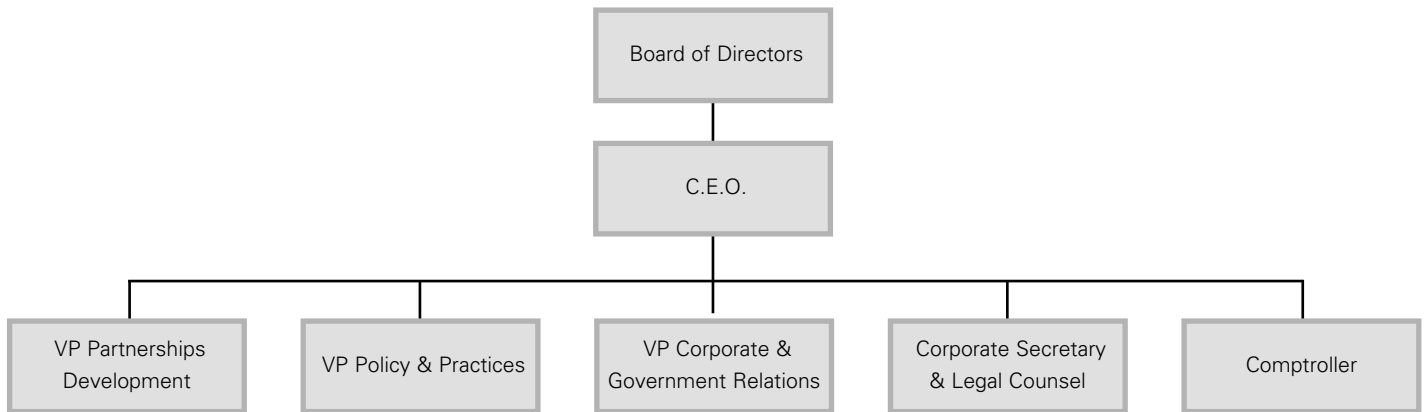 Board of Directors
C.E.O.
VP Partnerships
Development
VP Policy & Practices
VP Corporate &
Government Relations
Corporate Secretary
& Legal Counsel
Comptroller